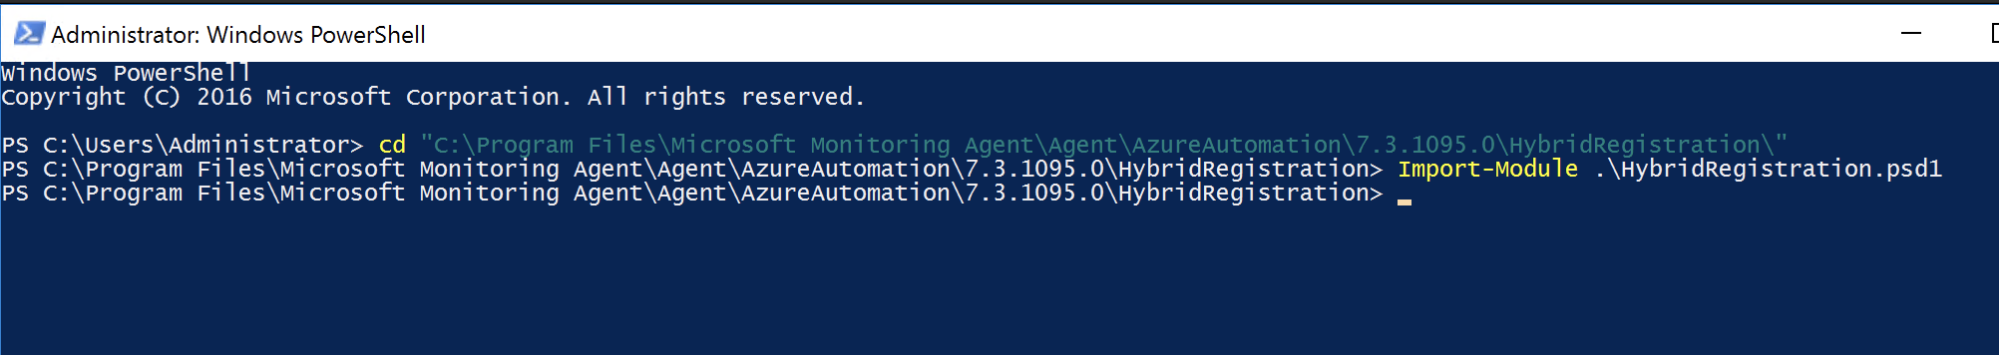 Administrator: Windows PowerShell
Windows PowerShell
Copyright (C) 2016 Microsoft Corporation. All rights reserved.
PS C:\Users\Administrator> cd "C:\Program Files\Microsoft Monitoring Agent\Agent\AzureAutomation\7.3.1095.0\HybridRegistration\"
PS C:\Program Files\Microsoft Monitoring Agent\Agent\AzureAutomation\7.3.1095.0\HybridRegistration> Import-Module .\HybridRegistration.psd1
PS C:\Program Files\Microsoft Monitoring Agent\Agent\AzureAutomation\7.3.1095.0\HybridRegistration>